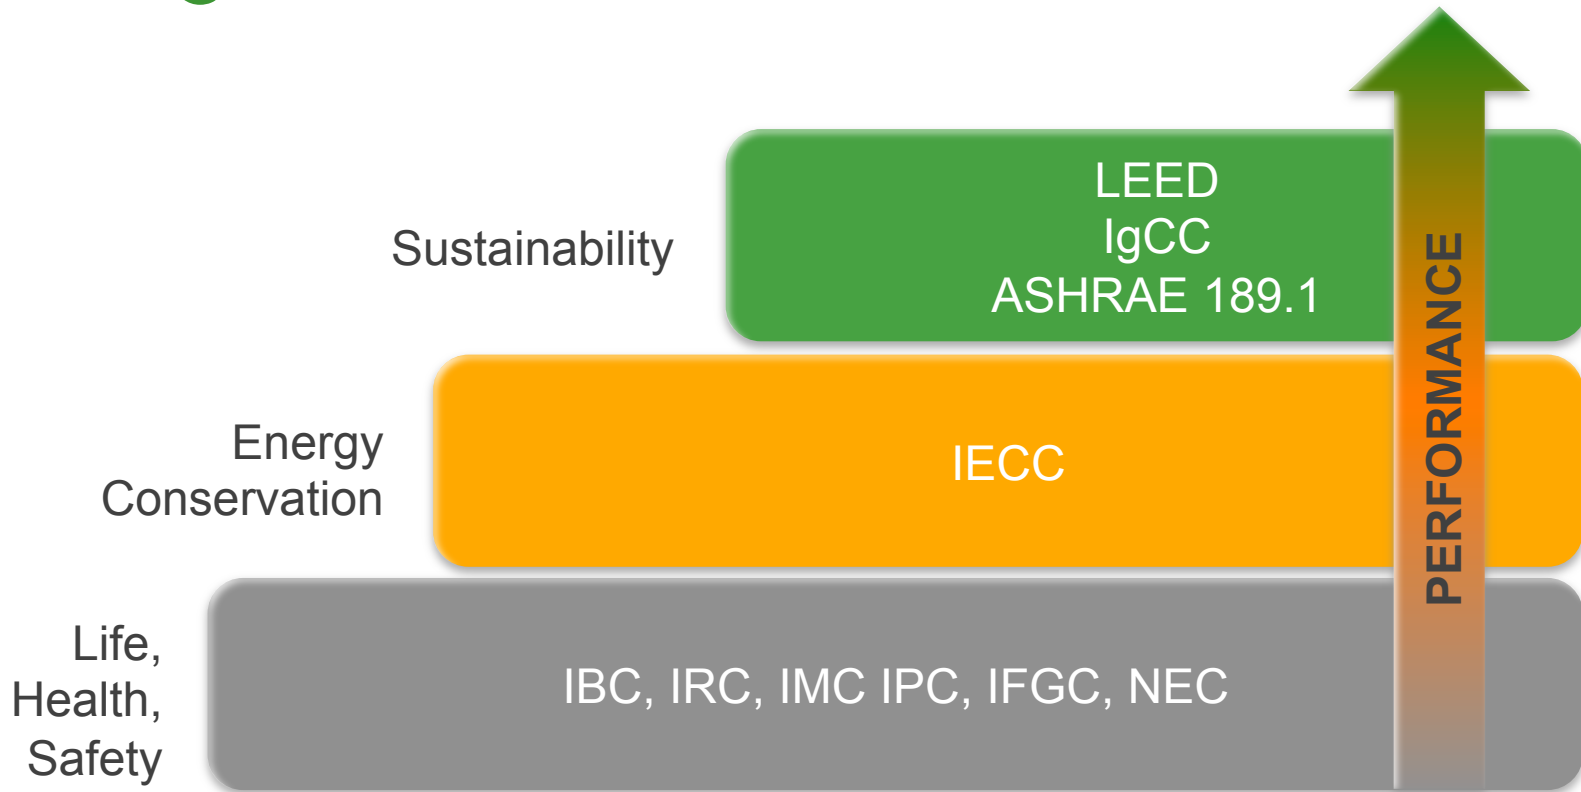 Sustainability
LEED
IgCC
ASHRAE 189.1
Energy
Conservation
IECC
Life,
Health,
Safety
IBC, IRC, IMC IPC, IFGC, NEC
PERFORMANCE